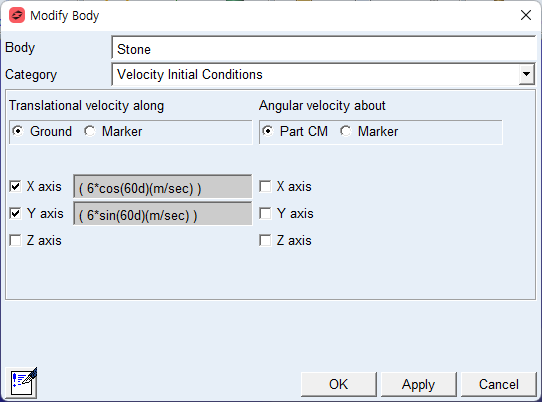 Modify Body
Body Stone
Category Velocity Initial Conditions
Translational velocity along Angular velocity about
Ground Marker Part CM Marker
X axis ( 6*cos(60d)(m/sec) ) X axis
Y axis ( 6*sin(60d)(m/sec) ) Y axis
Z axis Z axis
OK Apply Cancel